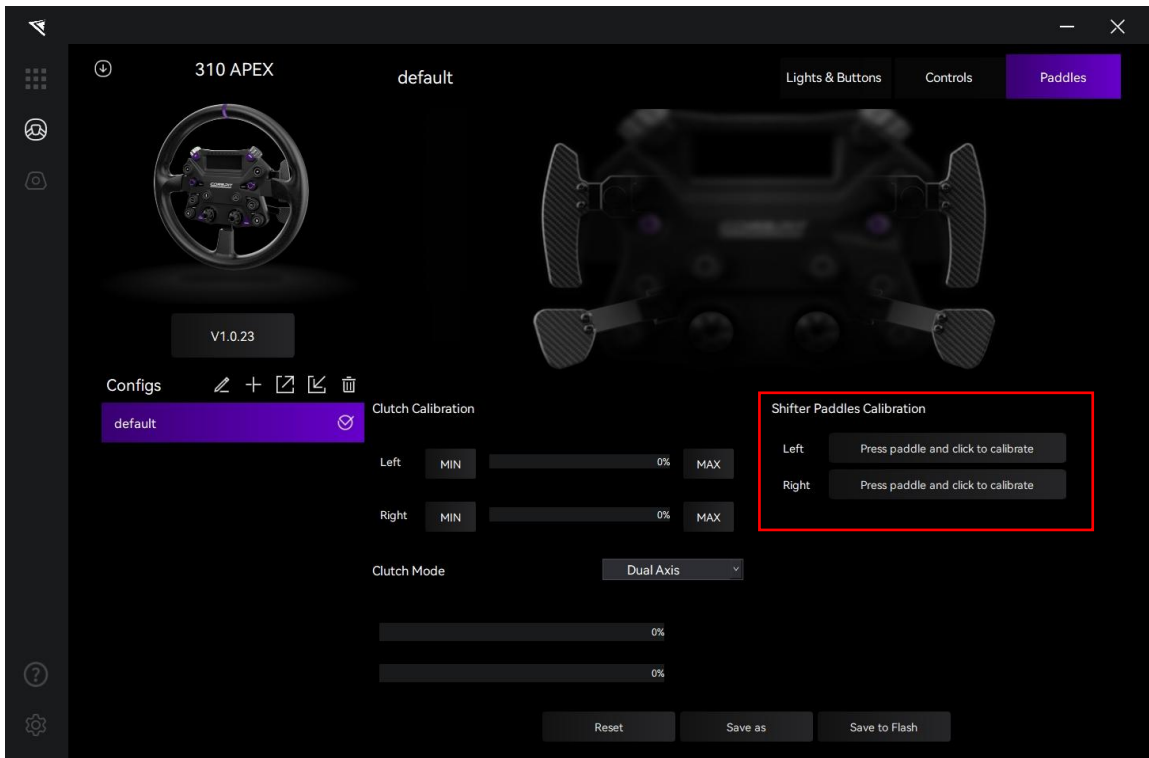 310 APEX
default
Lights & Buttons
Controls
Paddles
V1.0.23
Configs
default
Clutch Calibration
Left
MIN
0%
MAX
Right
MIN
0%
MAX
Clutch Mode
Dual Axis
0%
0%
Shifter Paddles Calibration
Left
Press paddle and click to calibrate
Right
Press paddle and click to calibrate
Reset
Save as
Save to Flash